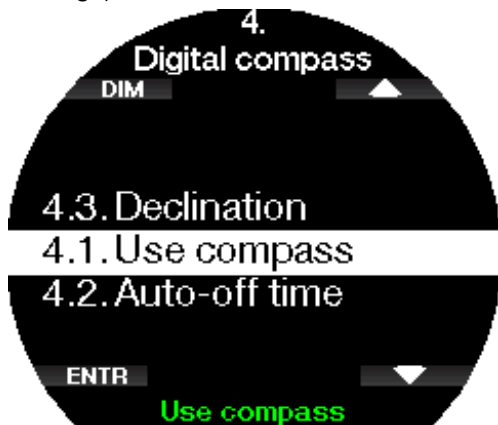 4.
Digital compass
DIM
4.3. Declination
4.1. Use compass
4.2. Auto-off time
ENTR
Use compass